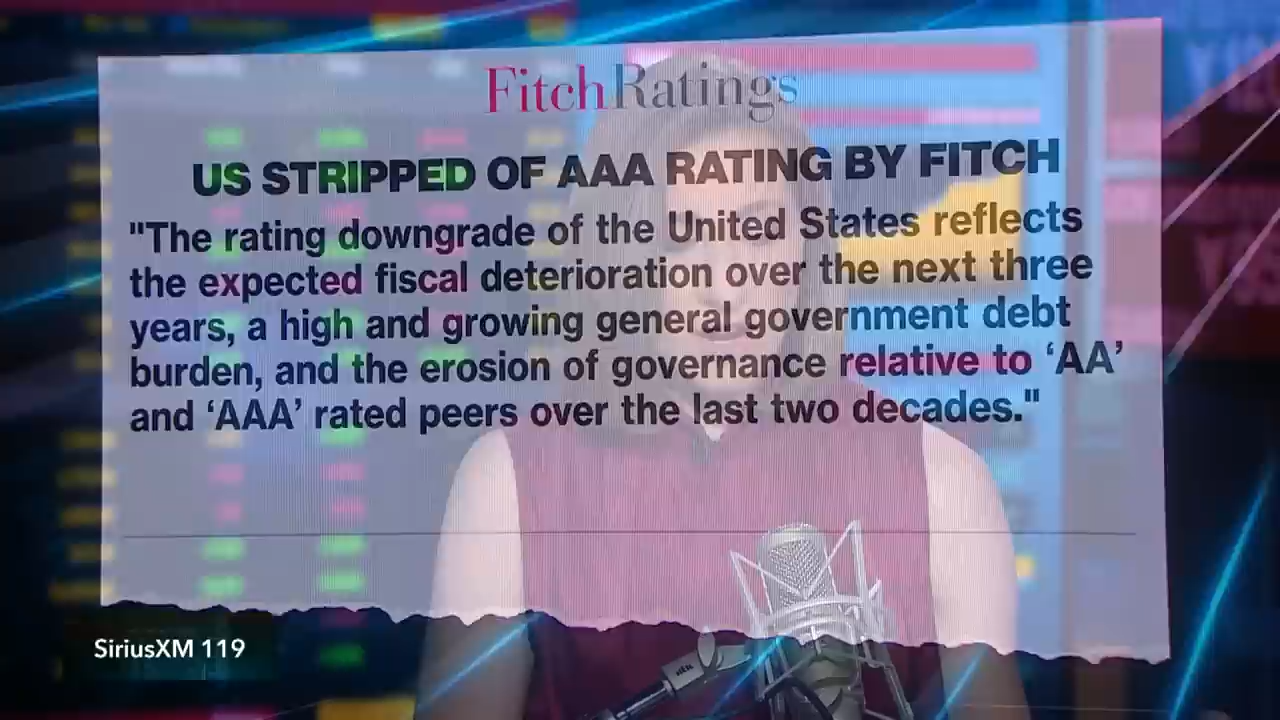 FitchRatings
US STRIPPED OF AAA RATING BY FITCH
"The rating downgrade of the United States reflects
the expected fiscal deterioration over the next three
years, a high and growing general government debt
burden, and the erosion of governance relative to ‘AA’
and ‘AAA’ rated peers over the last two decades."
SiriusXM 119